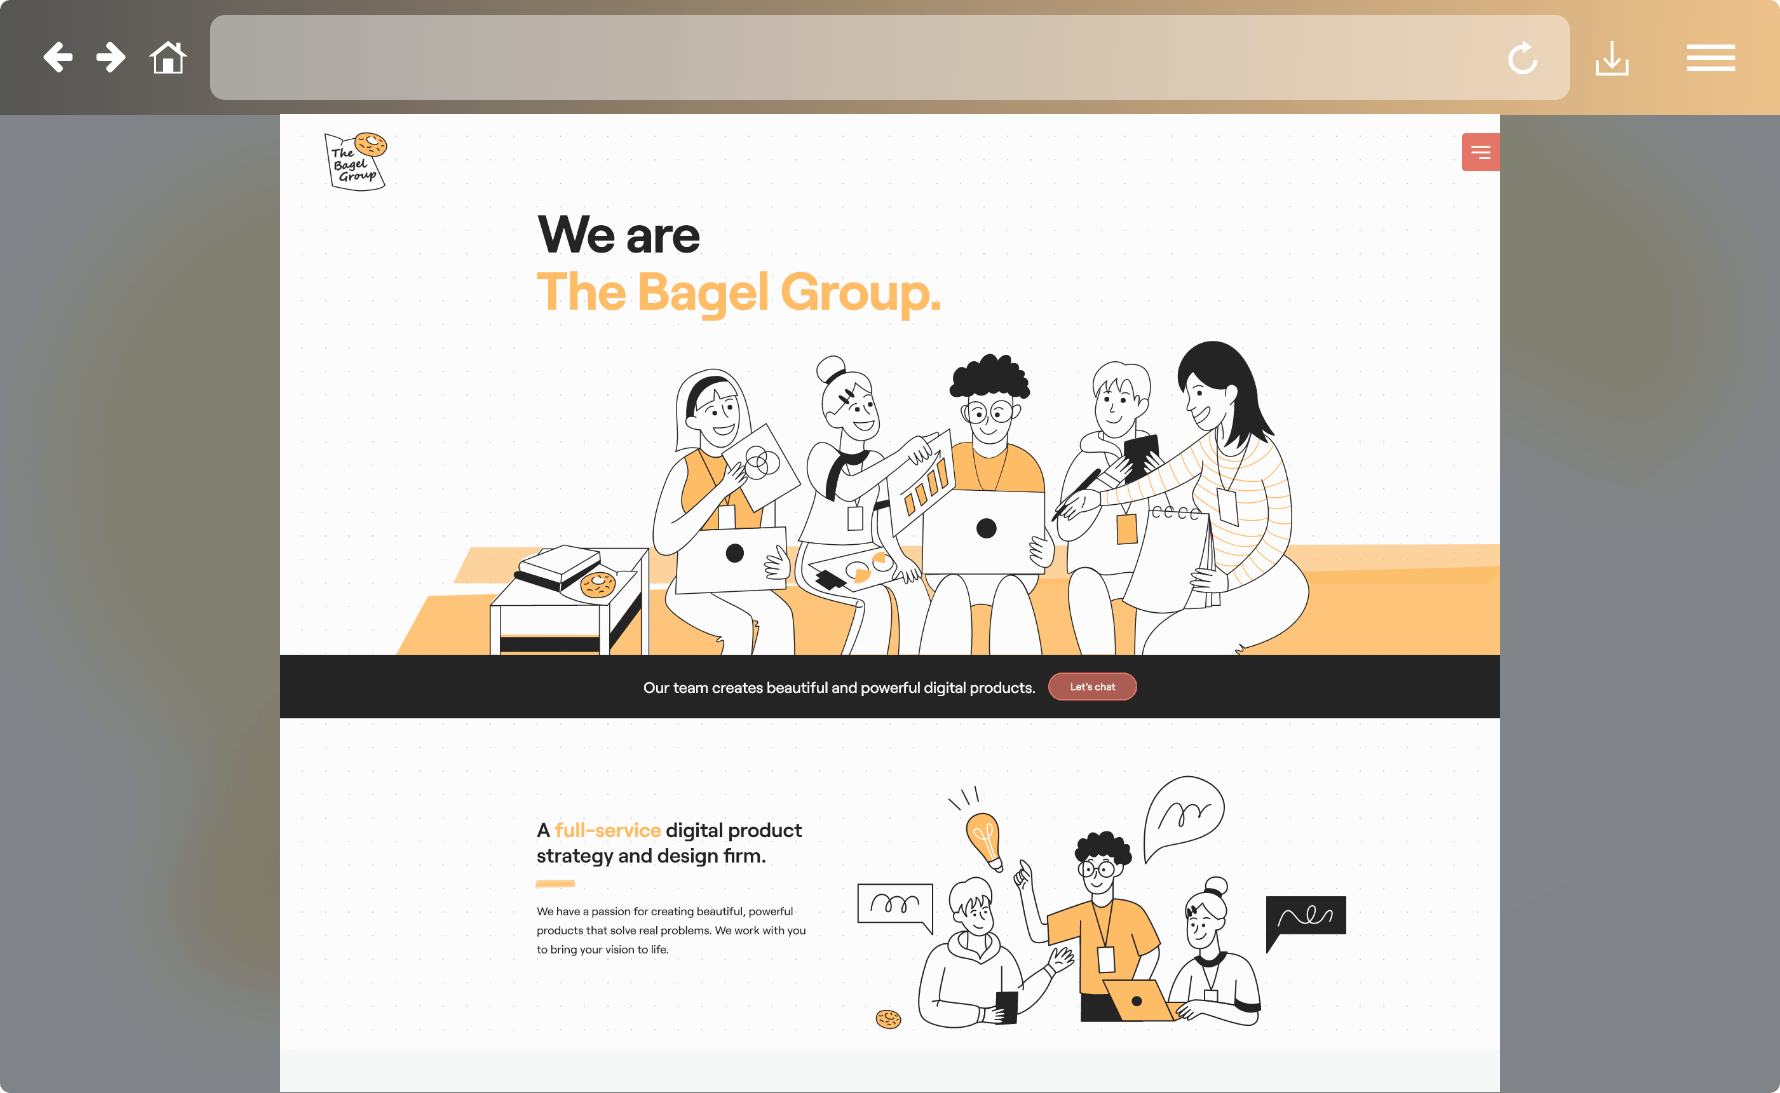 The
Bagel
Group
We are
The Bagel Group.
Our team creates beautiful and powerful digital products.
Let's chat
A full-service digital product
strategy and design firm.
We have a passion for creating beautiful, powerful
products that solve real problems. We work with you
to bring your vision to life.